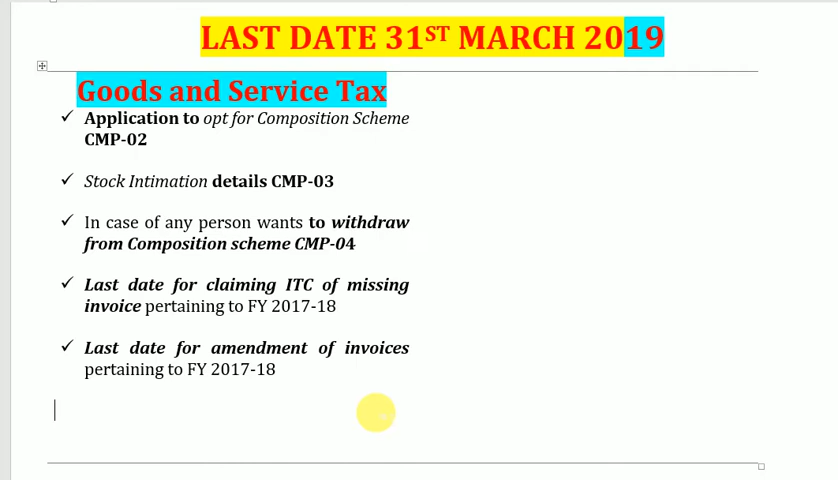 LAST DATE 31ST MARCH 2019
Goods and Service Tax
✓ Application to opt for Composition Scheme
CMP-02
✓ Stock Intimation details CMP-03
✓ In case of any person wants to withdraw
from Composition scheme CMP-04
✓ Last date for claiming ITC of missing
invoice pertaining to FY 2017-18
✓ Last date for amendment of invoices
pertaining to FY 2017-18